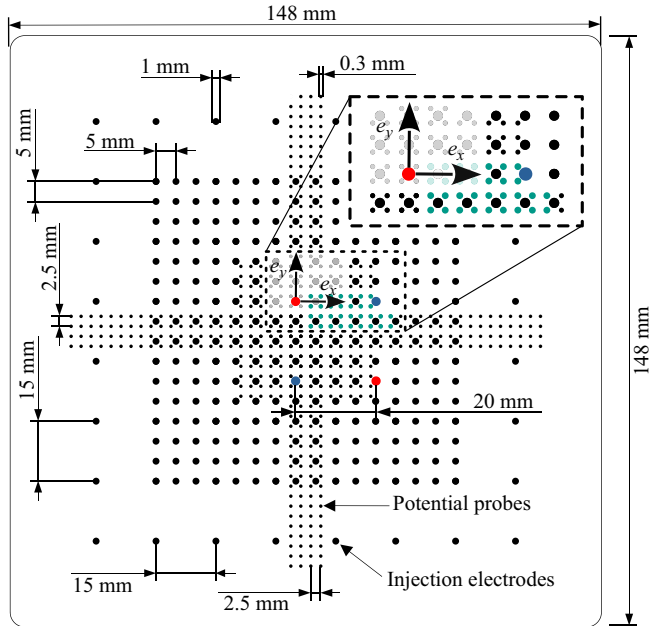 148 mm
1 mm
0.3 mm
5 mm
5 mm
e_y
e_x
2.5 mm
e_y
e_x
148 mm
15 mm
20 mm
Potential probes
Injection electrodes
15 mm
2.5 mm